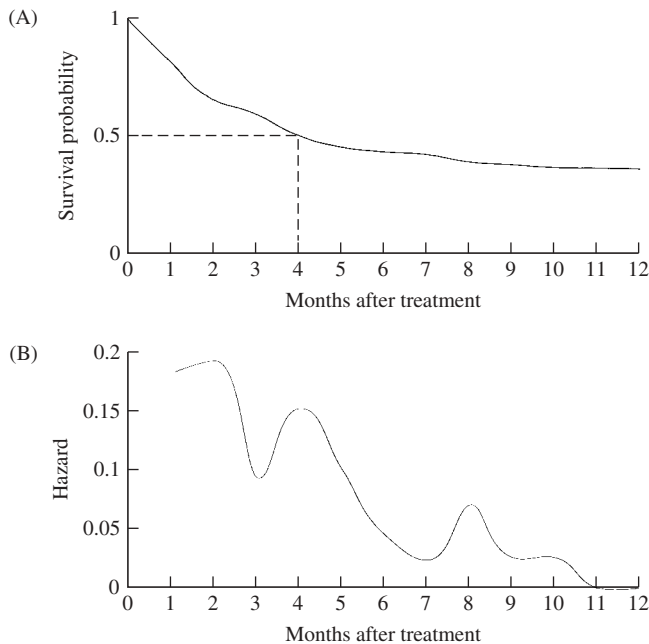 (A)
1
0.5
0
Survival probability
0 1 2 3 4 5 6 7 8 9 10 11 12
Months after treatment
(B)
0.2
0.15
0.1
0.05
0
Hazard
0 1 2 3 4 5 6 7 8 9 10 11 12
Months after treatment